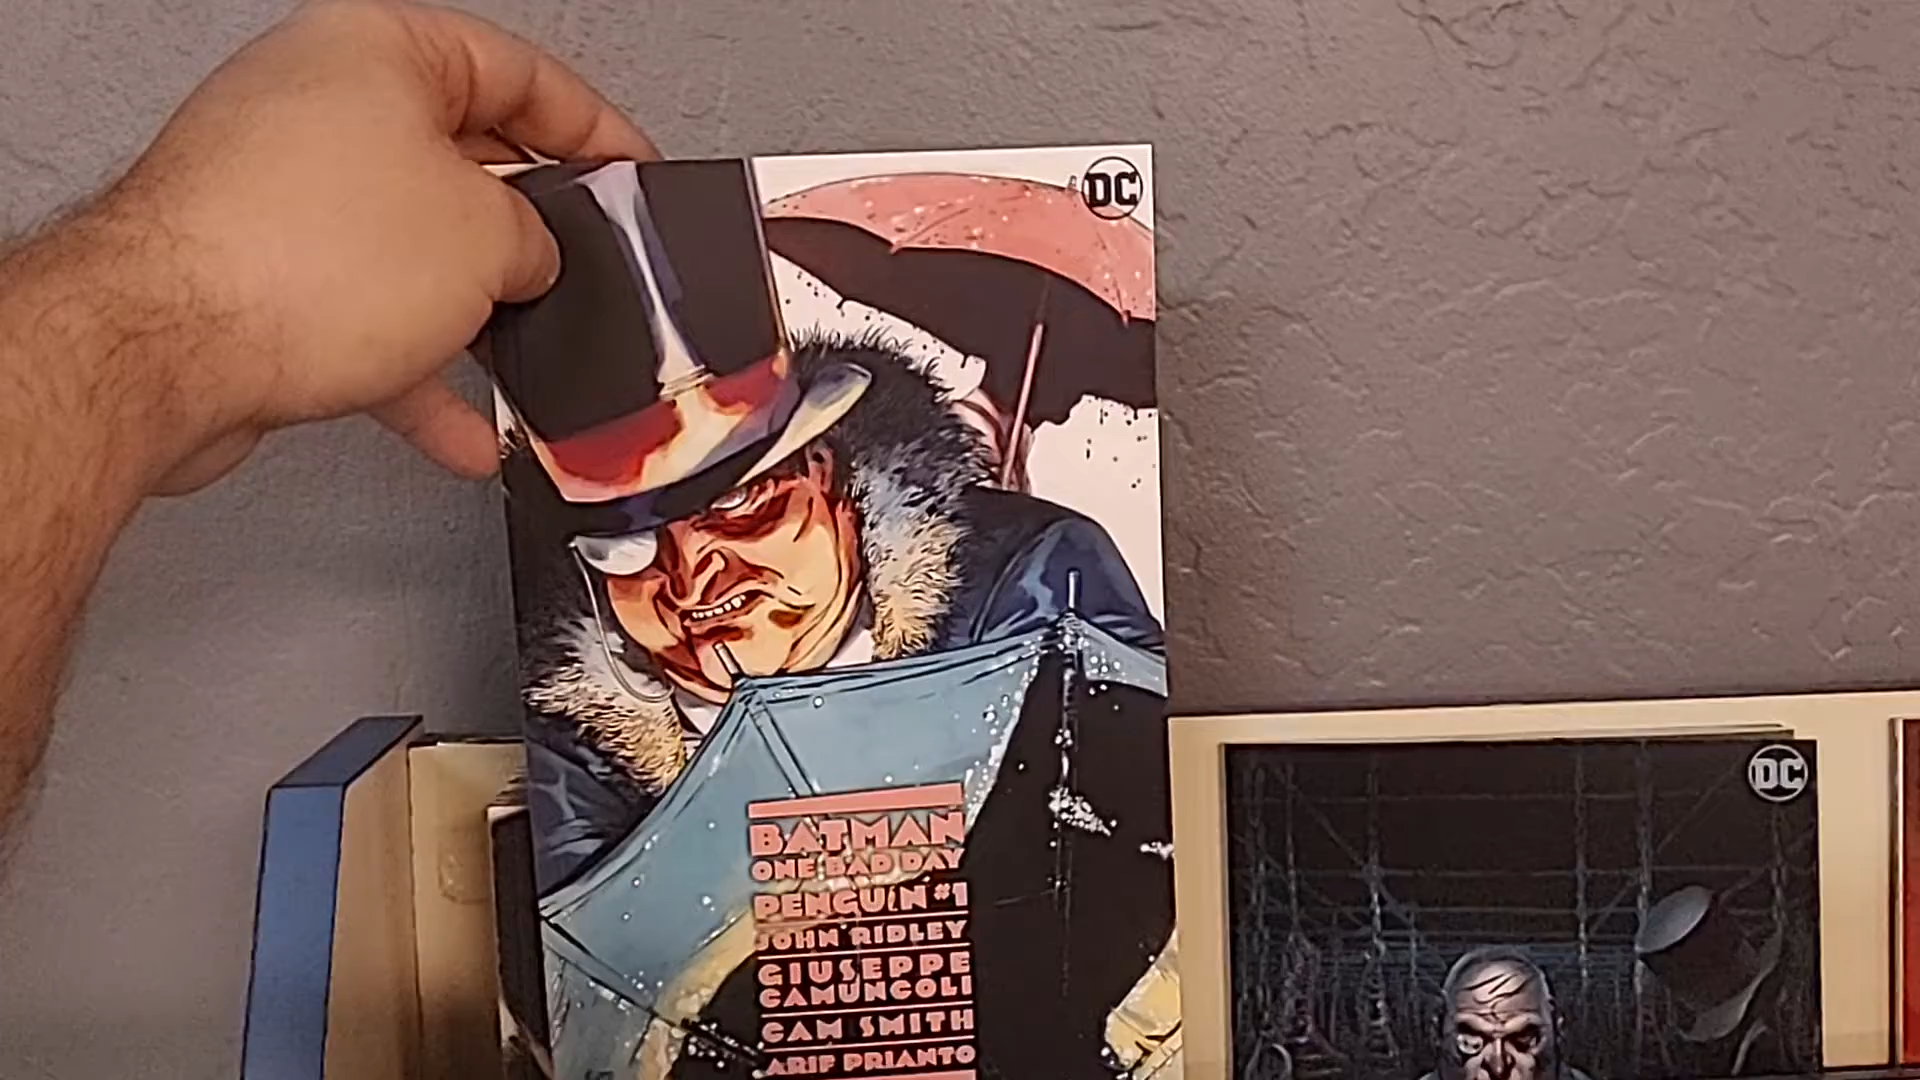 DC
BATMAN
ONE BAD DAY
PENGUIN #1
JOHN RIDLEY
GIUSEPPE
CAMUNCOLI
CAM SMITH
ARIF PRIANTO
DC